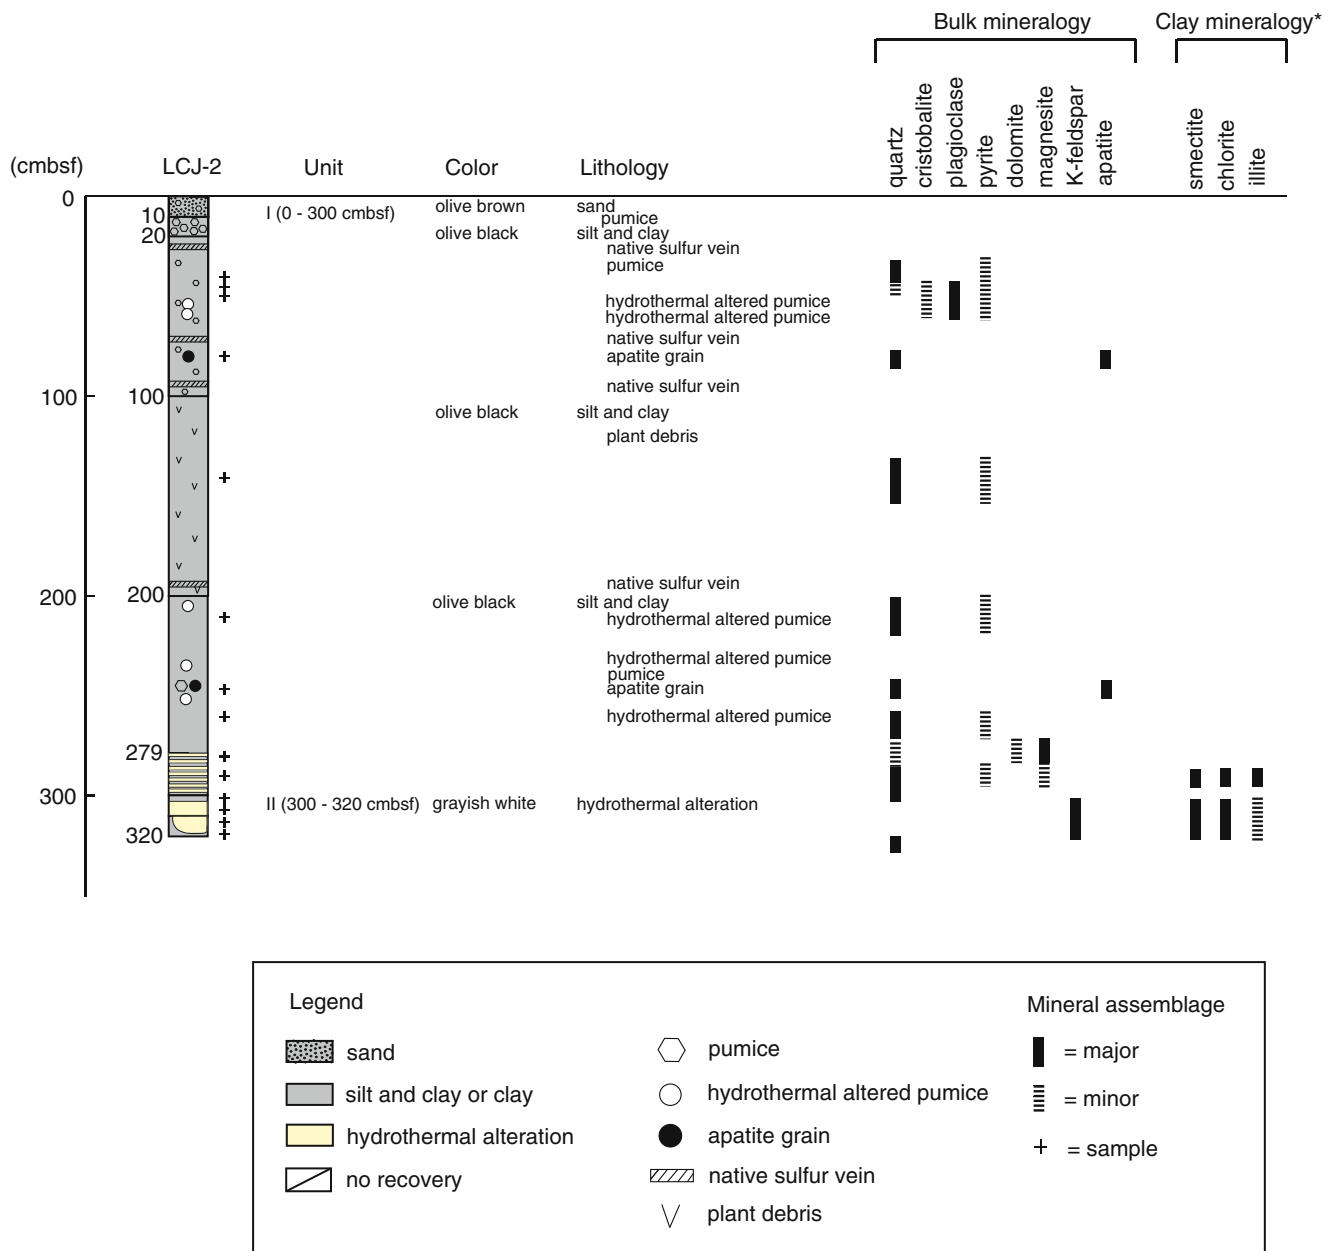 Bulk mineralogy Clay mineralogy*
quartz cristobalite plagioclase pyrite dolomite magnesite K-feldspar apatite smectite chlorite illite
(cmbsf) LCJ-2 Unit Color Lithology
0
10 I (0 - 300 cmbsf) olive brown sand
pumice
20 olive black silt and clay
native sulfur vein
pumice
hydrothermal altered pumice
hydrothermal altered pumice
native sulfur vein
apatite grain
native sulfur vein
100 100
olive black silt and clay
plant debris
native sulfur vein
200 200 olive black silt and clay
hydrothermal altered pumice
hydrothermal altered pumice
pumice
apatite grain
hydrothermal altered pumice
279
300 II (300 - 320 cmbsf) grayish white hydrothermal alteration
320
Legend
sand
silt and clay or clay
hydrothermal alteration
no recovery
pumice
hydrothermal altered pumice
apatite grain
native sulfur vein
plant debris
Mineral assemblage
= major
= minor
+ = sample